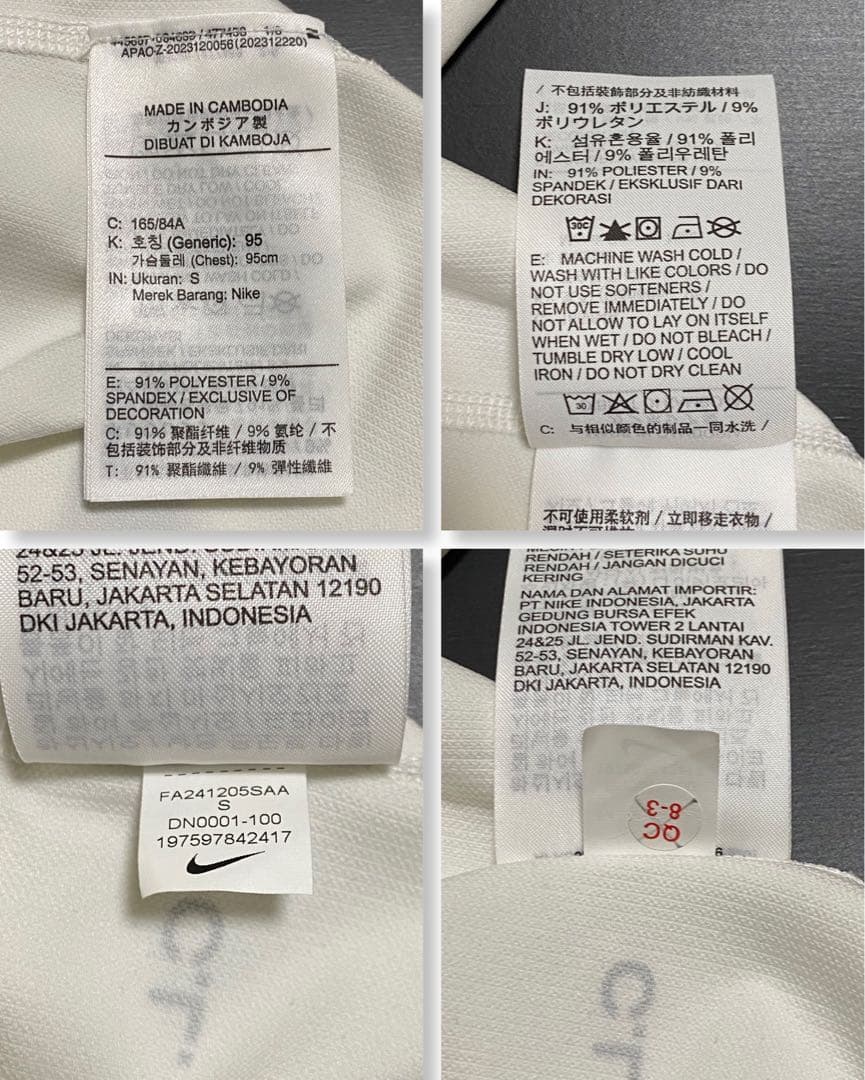 APAO-Z-2023120056(20231220)
MADE IN CAMBODIA
カンボジア製
DIBUAT DI KAMBOJA
C: 165/84A
K: 호칭 (Generic): 95
가슴둘레 (Chest): 95cm
IN: Ukuran: S
Merek Barang: Nike
E: 91% POLYESTER / 9%
SPANDEX / EXCLUSIVE OF
DECORATION
C: 91% 聚酯纤维 / 9% 氨纶 / 不
包括装饰部分及非纤维物质
T: 91% 聚酯纖維 / 9% 彈性纖維
/ 不包括裝飾部分及非紡織材料
J: 91% ポリエステル / 9%
ポリウレタン
K: 섬유혼용율 / 91% 폴리
에스터 / 9% 폴리우레탄
IN: 91% POLIESTER / 9%
SPANDEK / EKSKLUSIF DARI
DEKORASI
30C
E: MACHINE WASH COLD /
WASH WITH LIKE COLORS / DO
NOT USE SOFTENERS /
REMOVE IMMEDIATELY / DO
NOT ALLOW TO LAY ON ITSELF
WHEN WET / DO NOT BLEACH /
TUMBLE DRY LOW / COOL
IRON / DO NOT DRY CLEAN
30
C: 与相似颜色的制品一同水洗 /
不可使用柔软剂 / 立即移走衣物 /
24&25 JL. JEND.
52-53, SENAYAN, KEBAYORAN
BARU, JAKARTA SELATAN 12190
DKI JAKARTA, INDONESIA
FA241205SAA
S
DN0001-100
197597842417
RENDAH / SETERIKA SUHU
RENDAH / JANGAN DICUCI
KERING
NAMA DAN ALAMAT IMPORTIR:
PT NIKE INDONESIA, JAKARTA
GEDUNG BURSA EFEK
INDONESIA TOWER 2 LANTAI
24&25 JL. JEND. SUDIRMAN KAV.
52-53, SENAYAN, KEBAYORAN
BARU, JAKARTA SELATAN 12190
DKI JAKARTA, INDONESIA
QC
8-3